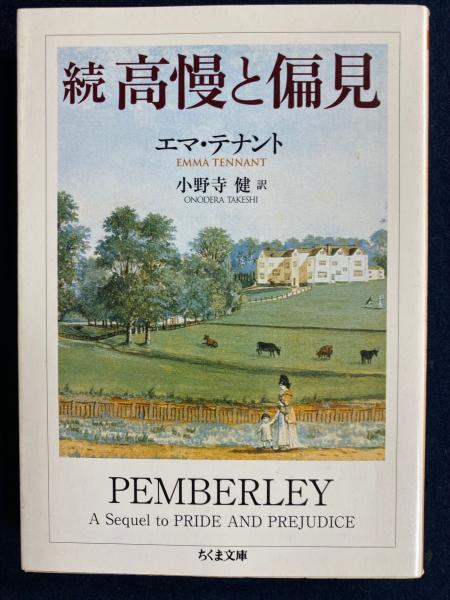 続 高慢と偏見
エマ・テナント
EMMA TENNANT
小野寺 健 訳
ONODERA TAKESHI
PEMBERLEY
A Sequel to PRIDE AND PREJUDICE
ちくま文庫